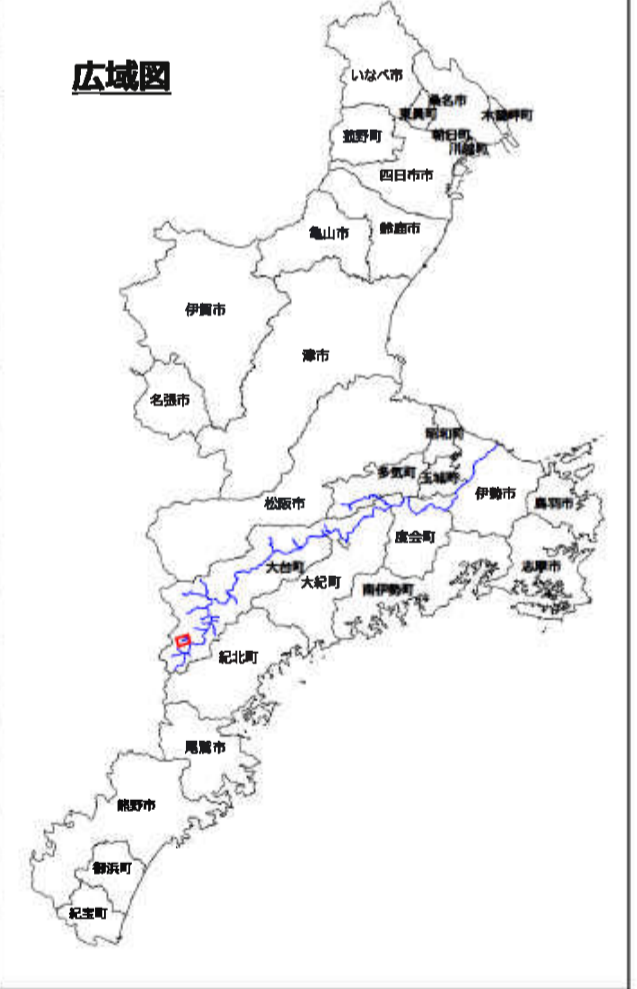 広域図
いなべ市
桑名市
東員町
木曽岬町
朝日町
川越町
菰野町
四日市市
鈴鹿市
亀山市
伊賀市
津市
名張市
明和町
多気町
玉城町
伊勢市
鳥羽市
松阪市
度会町
志摩市
大台町
大紀町
南伊勢町
紀北町
尾鷲市
熊野市
御浜町
紀宝町